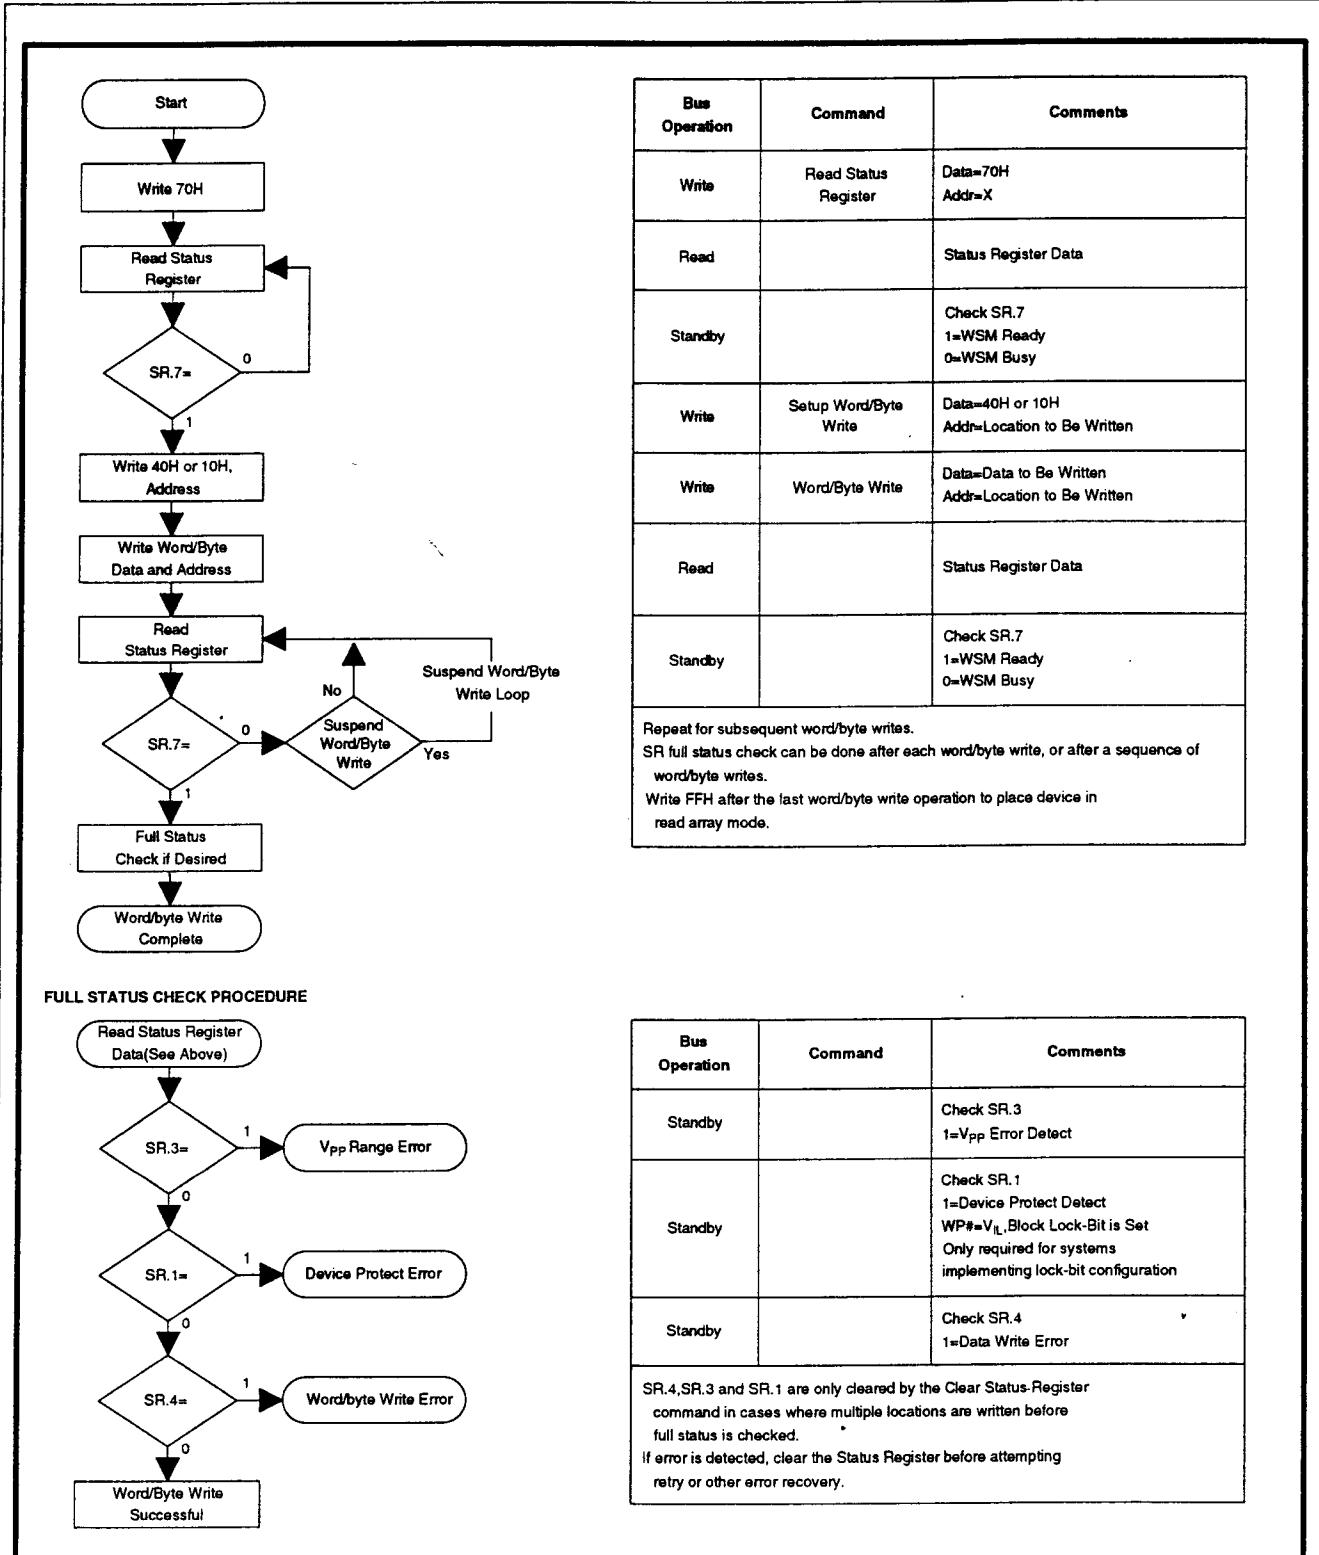 Start
Write 70H
Read Status
Register
SR.7=
0
1
Write 40H or 10H,
Address
Write Word/Byte
Data and Address
Read
Status Register
SR.7=
0
1
Suspend
Word/Byte
Write
No
Yes
Suspend Word/Byte
Write Loop
Full Status
Check if Desired
Word/byte Write
Complete
Bus
Operation
Command
Comments
Write
Read Status
Register
Data=70H
Addr=X
Read
Status Register Data
Standby
Check SR.7
1=WSM Ready
0=WSM Busy
Write
Setup Word/Byte
Write
Data=40H or 10H
Addr=Location to Be Written
Write
Word/Byte Write
Data=Data to Be Written
Addr=Location to Be Written
Read
Status Register Data
Standby
Check SR.7
1=WSM Ready
0=WSM Busy
Repeat for subsequent word/byte writes.
SR full status check can be done after each word/byte write, or after a sequence of
word/byte writes.
Write FFH after the last word/byte write operation to place device in
read array mode.
FULL STATUS CHECK PROCEDURE
Read Status Register
Data(See Above)
SR.3=
1
VPP Range Error
0
SR.1=
1
Device Protect Error
0
SR.4=
1
Word/byte Write Error
0
Word/Byte Write
Successful
Bus
Operation
Command
Comments
Standby
Check SR.3
1=VPP Error Detect
Standby
Check SR.1
1=Device Protect Detect
WP#=VIL,Block Lock-Bit is Set
Only required for systems
implementing lock-bit configuration
Standby
Check SR.4
1=Data Write Error
SR.4,SR.3 and SR.1 are only cleared by the Clear Status-Register
command in cases where multiple locations are written before
full status is checked.
If error is detected, clear the Status Register before attempting
retry or other error recovery.